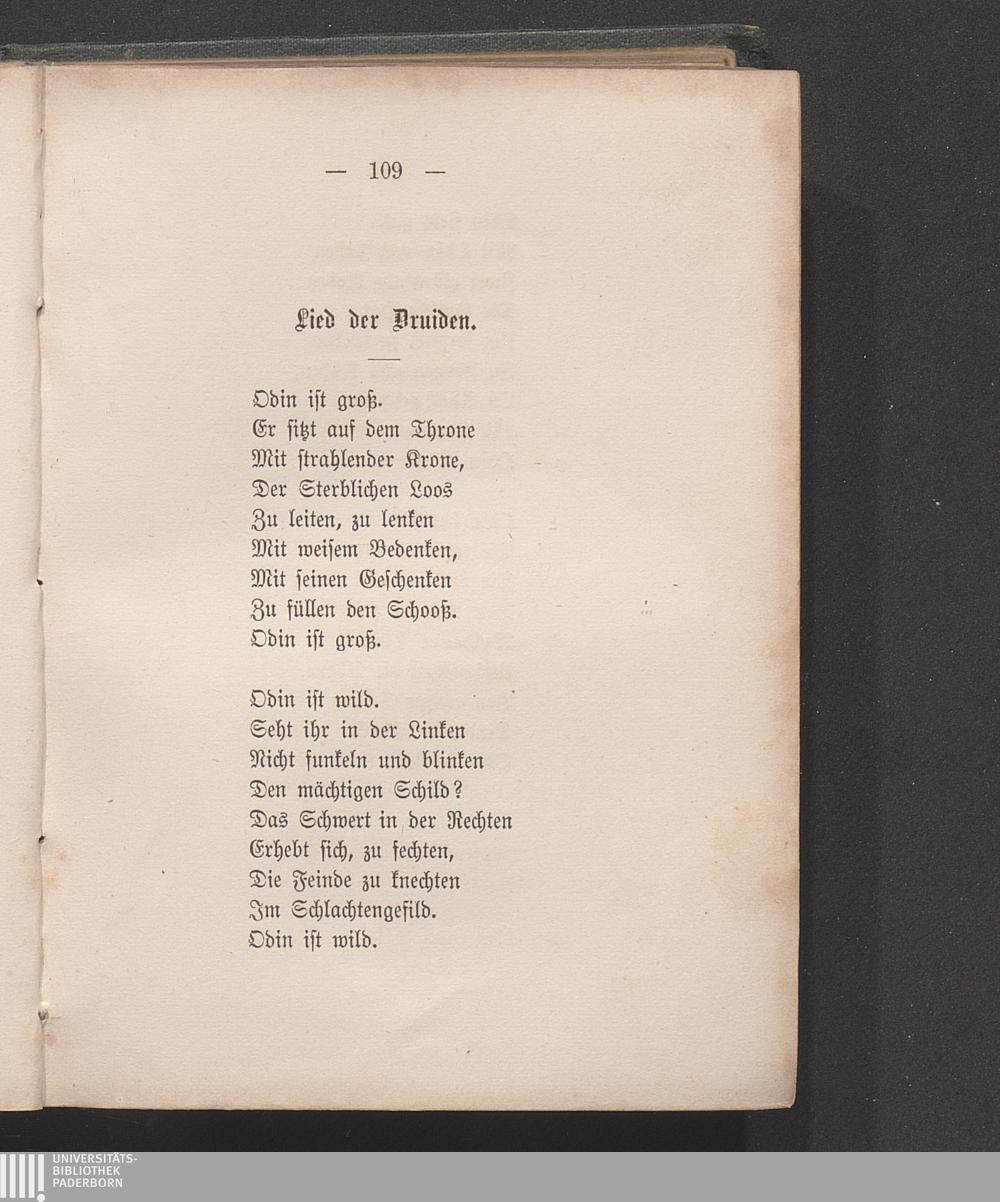 — 109 —
Lied der Druiden.
Odin ist groß.
Er sitzt auf dem Throne
Mit strahlender Krone,
Der Sterblichen Loos
Zu leiten, zu lenken
Mit weisem Bedenken,
Mit seinen Geschenken
Zu füllen den Schooß.
Odin ist groß.
Odin ist wild.
Seht ihr in der Linken
Nicht funkeln und blinken
Den mächtigen Schild?
Das Schwert in der Rechten
Erhebt sich, zu fechten,
Die Feinde zu knechten
Im Schlachtengefild.
Odin ist wild.
UNIVERSITÄTS-
BIBLIOTHEK
PADERBORN